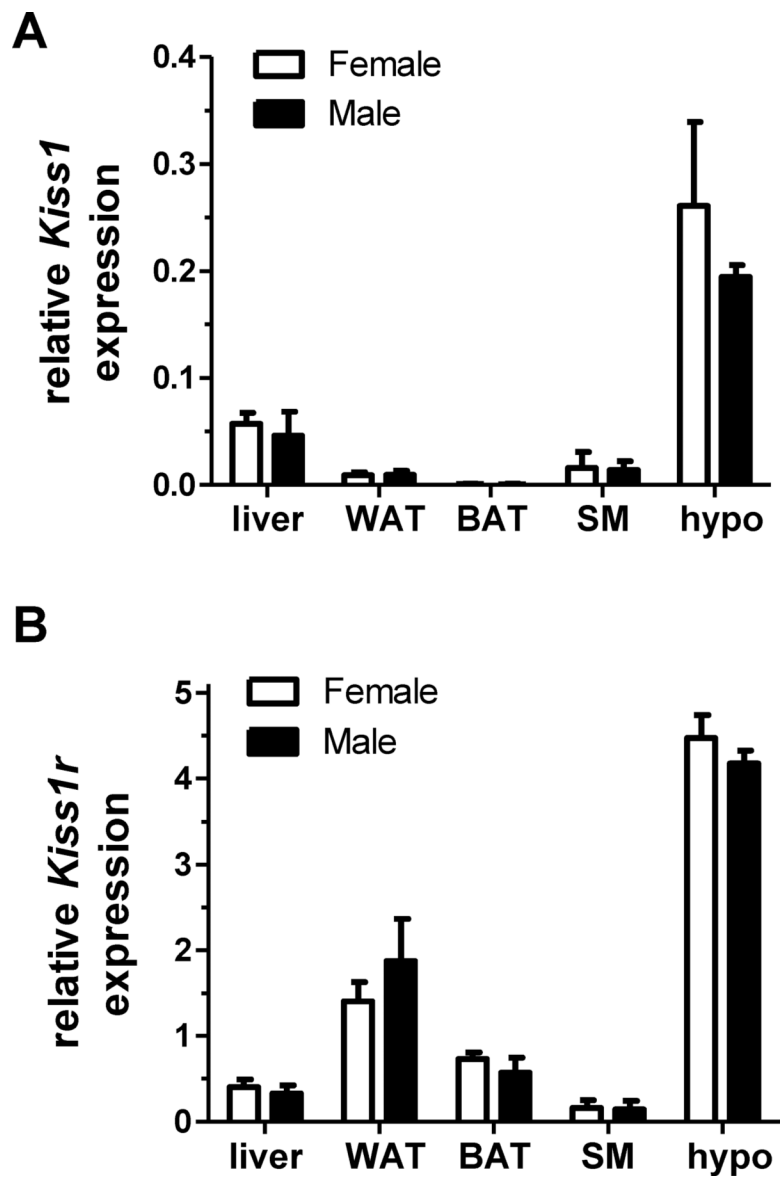 A
relative Kiss1
expression
0.4
0.3
0.2
0.1
0.0
Female
Male
liver WAT BAT SM hypo
B
relative Kiss1r
expression
5
4
3
2
1
0
Female
Male
liver WAT BAT SM hypo